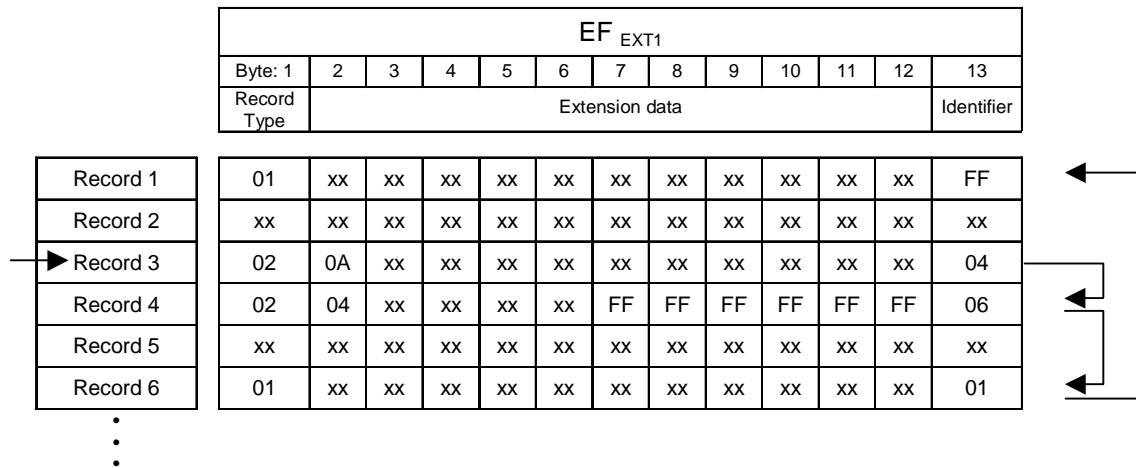 EF EXT1
Byte: 1 2 3 4 5 6 7 8 9 10 11 12 13
Record Type Extension data Identifier
Record 1 01 xx xx xx xx xx xx xx xx xx xx xx FF
Record 2 xx xx xx xx xx xx xx xx xx xx xx xx xx
Record 3 02 0A xx xx xx xx xx xx xx xx xx xx 04
Record 4 02 04 xx xx xx xx FF FF FF FF FF FF 06
Record 5 xx xx xx xx xx xx xx xx xx xx xx xx xx
Record 6 01 xx xx xx xx xx xx xx xx xx xx xx 01